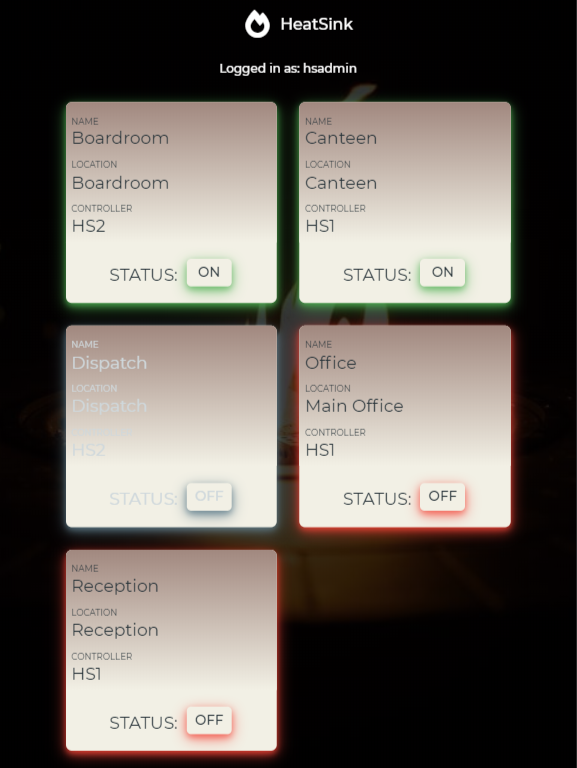 HeatSink
Logged in as: hsadmin
NAME
Boardroom
LOCATION
Boardroom
CONTROLLER
HS2
STATUS: ON
NAME
Canteen
LOCATION
Canteen
CONTROLLER
HS1
STATUS: ON
NAME
Dispatch
LOCATION
Dispatch
HS2
STATUS: OFF
NAME
Office
LOCATION
Main Office
CONTROLLER
HS1
STATUS: OFF
NAME
Reception
LOCATION
Reception
CONTROLLER
HS1
STATUS: OFF